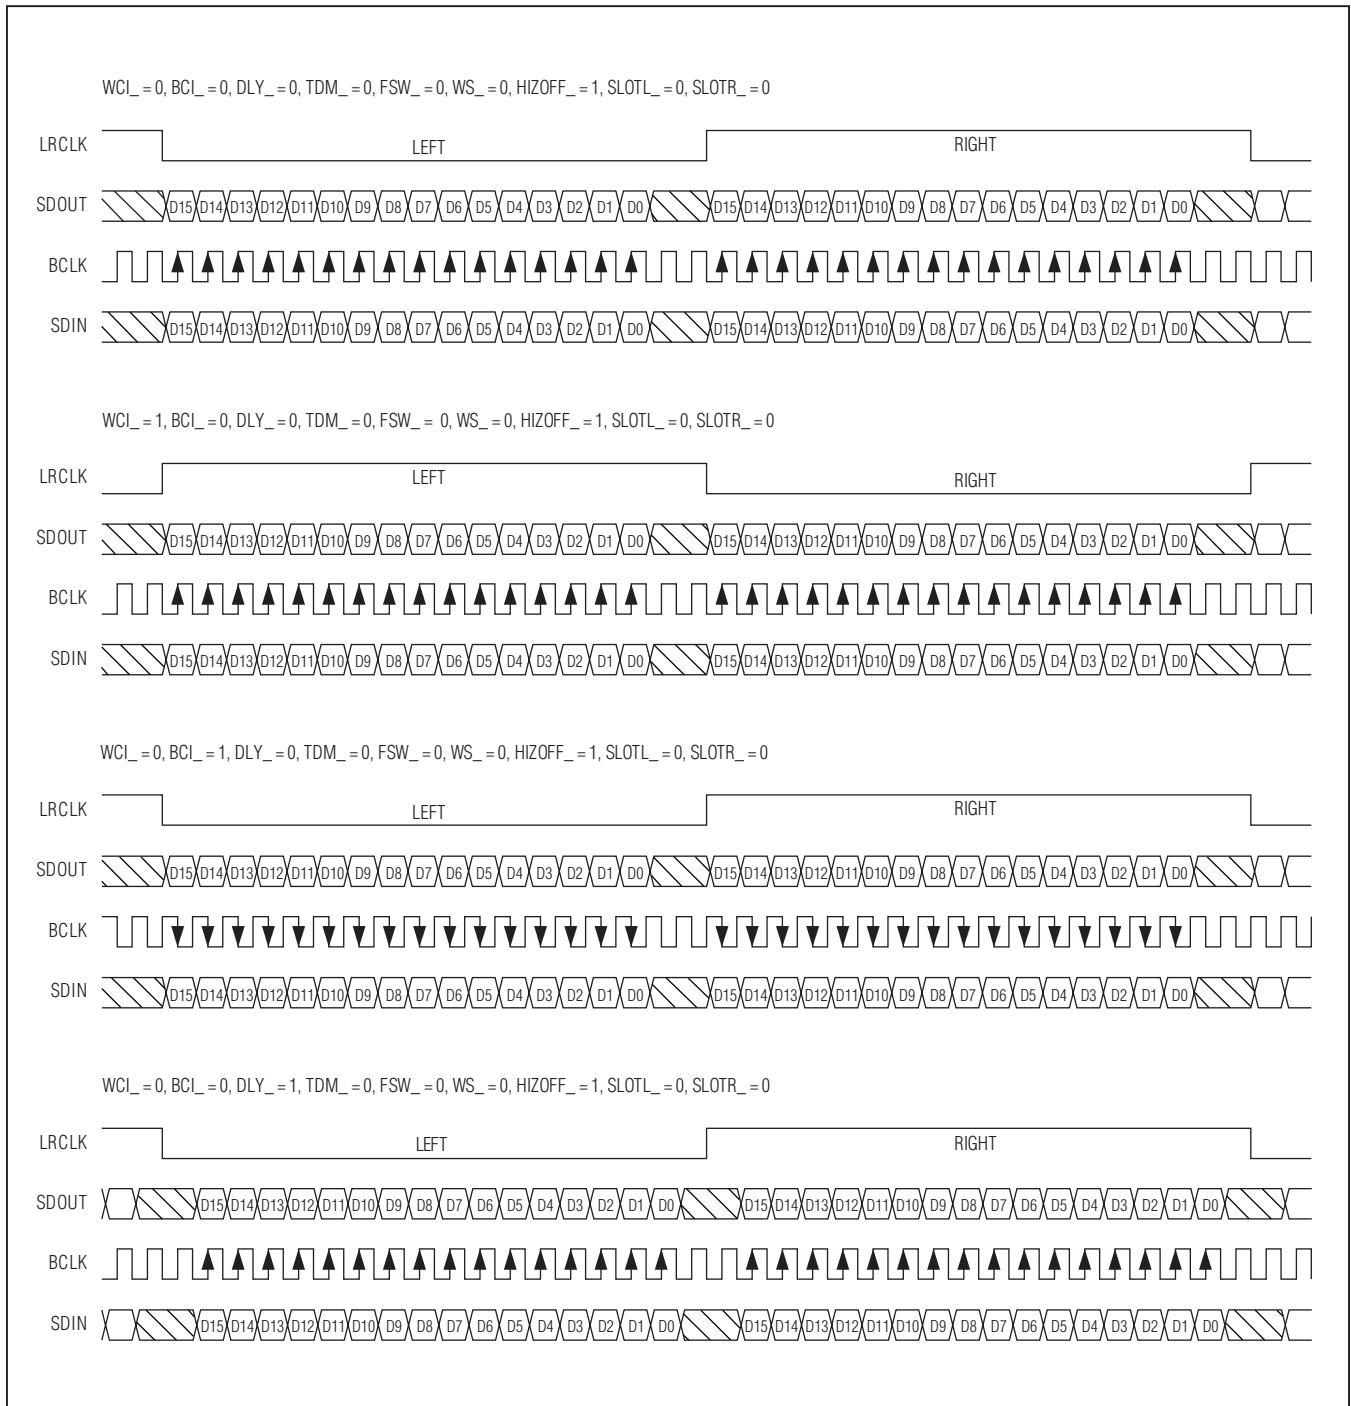 WCI_ = 0, BCI_ = 0, DLY_ = 0, TDM_ = 0, FSW_ = 0, WS_ = 0, HIZOFF_ = 1, SLOTL_ = 0, SLOTR_ = 0
LRCLK LEFT RIGHT
SDOUT D15 D14 D13 D12 D11 D10 D9 D8 D7 D6 D5 D4 D3 D2 D1 D0 D15 D14 D13 D12 D11 D10 D9 D8 D7 D6 D5 D4 D3 D2 D1 D0
BCLK
SDIN D15 D14 D13 D12 D11 D10 D9 D8 D7 D6 D5 D4 D3 D2 D1 D0 D15 D14 D13 D12 D11 D10 D9 D8 D7 D6 D5 D4 D3 D2 D1 D0
WCI_ = 1, BCI_ = 0, DLY_ = 0, TDM_ = 0, FSW_ = 0, WS_ = 0, HIZOFF_ = 1, SLOTL_ = 0, SLOTR_ = 0
LRCLK LEFT RIGHT
SDOUT D15 D14 D13 D12 D11 D10 D9 D8 D7 D6 D5 D4 D3 D2 D1 D0 D15 D14 D13 D12 D11 D10 D9 D8 D7 D6 D5 D4 D3 D2 D1 D0
BCLK
SDIN D15 D14 D13 D12 D11 D10 D9 D8 D7 D6 D5 D4 D3 D2 D1 D0 D15 D14 D13 D12 D11 D10 D9 D8 D7 D6 D5 D4 D3 D2 D1 D0
WCI_ = 0, BCI_ = 1, DLY_ = 0, TDM_ = 0, FSW_ = 0, WS_ = 0, HIZOFF_ = 1, SLOTL_ = 0, SLOTR_ = 0
LRCLK LEFT RIGHT
SDOUT D15 D14 D13 D12 D11 D10 D9 D8 D7 D6 D5 D4 D3 D2 D1 D0 D15 D14 D13 D12 D11 D10 D9 D8 D7 D6 D5 D4 D3 D2 D1 D0
BCLK
SDIN D15 D14 D13 D12 D11 D10 D9 D8 D7 D6 D5 D4 D3 D2 D1 D0 D15 D14 D13 D12 D11 D10 D9 D8 D7 D6 D5 D4 D3 D2 D1 D0
WCI_ = 0, BCI_ = 0, DLY_ = 1, TDM_ = 0, FSW_ = 0, WS_ = 0, HIZOFF_ = 1, SLOTL_ = 0, SLOTR_ = 0
LRCLK LEFT RIGHT
SDOUT D15 D14 D13 D12 D11 D10 D9 D8 D7 D6 D5 D4 D3 D2 D1 D0 D15 D14 D13 D12 D11 D10 D9 D8 D7 D6 D5 D4 D3 D2 D1 D0
BCLK
SDIN D15 D14 D13 D12 D11 D10 D9 D8 D7 D6 D5 D4 D3 D2 D1 D0 D15 D14 D13 D12 D11 D10 D9 D8 D7 D6 D5 D4 D3 D2 D1 D0